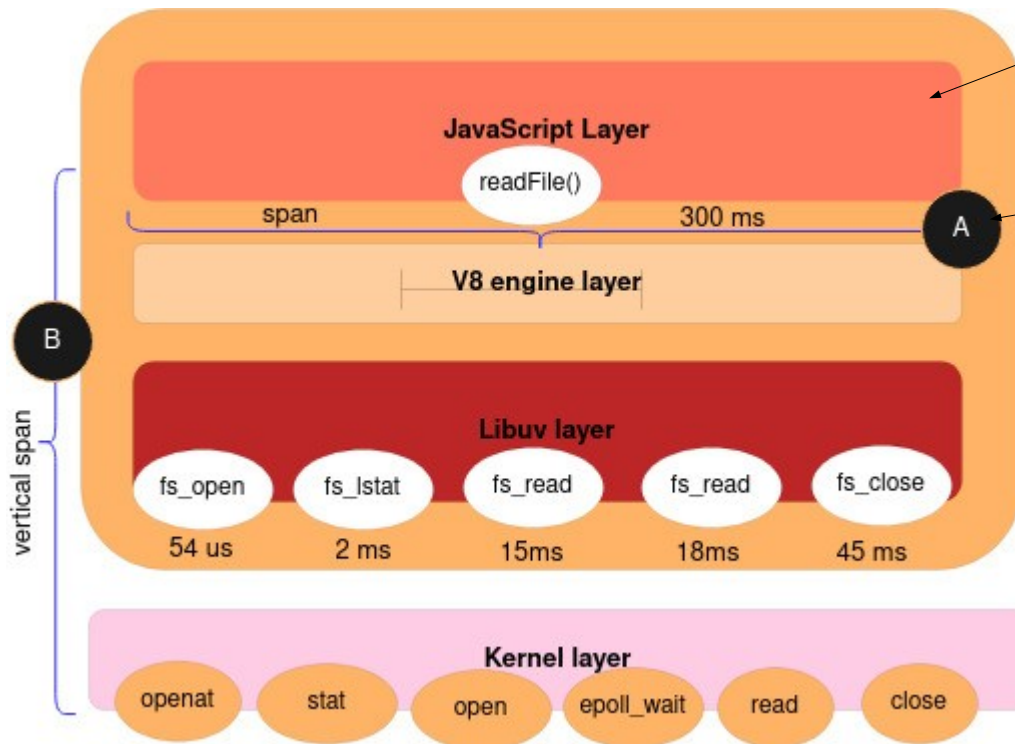 JavaScript Layer
readFile()
span
300 ms
A
V8 engine layer
B
vertical span
Libuv layer
fs_open
fs_lstat
fs_read
fs_read
fs_close
54 us
2 ms
15ms
18ms
45 ms
Kernel layer
openat
stat
open
epoll_wait
read
close